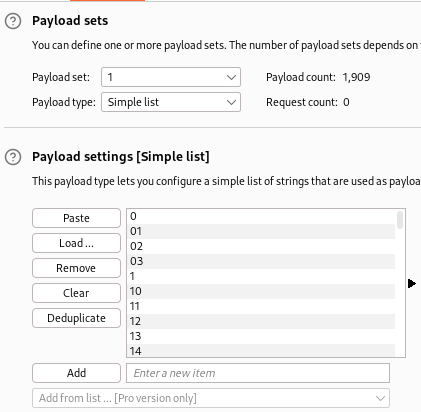 Payload sets
You can define one or more payload sets. The number of payload sets depends on
Payload set: 1 Payload count: 1,909
Payload type: Simple list Request count: 0
Payload settings [Simple list]
This payload type lets you configure a simple list of strings that are used as payloa
Paste
Load ...
Remove
Clear
Deduplicate
0
01
02
03
1
10
11
12
13
14
Add Enter a new item
Add from list ... [Pro version only]